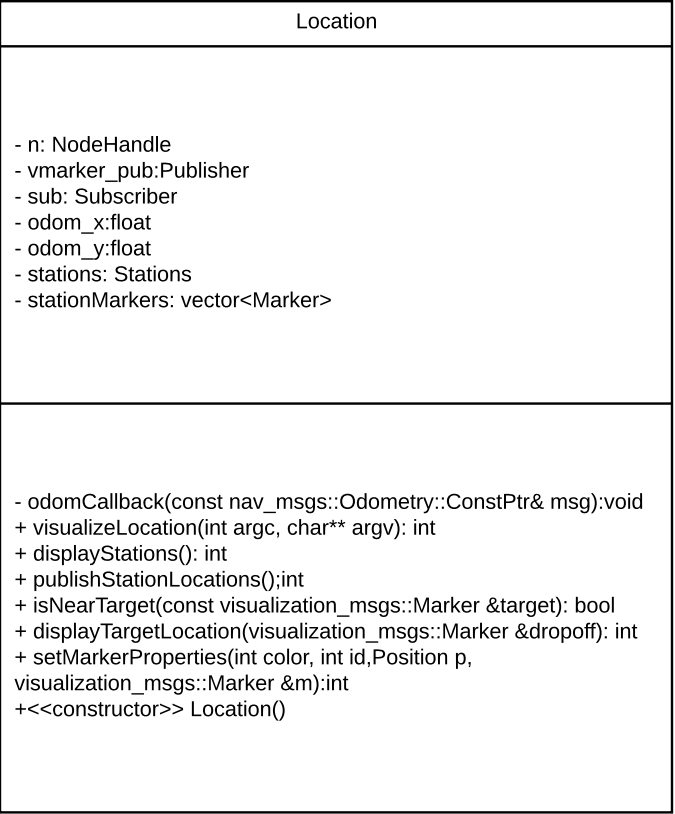 Location
- n: NodeHandle
- vmarker_pub:Publisher
- sub: Subscriber
- odom_x:float
- odom_y:float
- stations: Stations
- stationMarkers: vector<Marker>
- odomCallback(const nav_msgs::Odometry::ConstPtr& msg):void
+ visualizeLocation(int argc, char** argv): int
+ displayStations(): int
+ publishStationLocations();int
+ isNearTarget(const visualization_msgs::Marker &target): bool
+ displayTargetLocation(visualization_msgs::Marker &dropoff): int
+ setMarkerProperties(int color, int id,Position p,
visualization_msgs::Marker &m):int
+<<constructor>> Location()